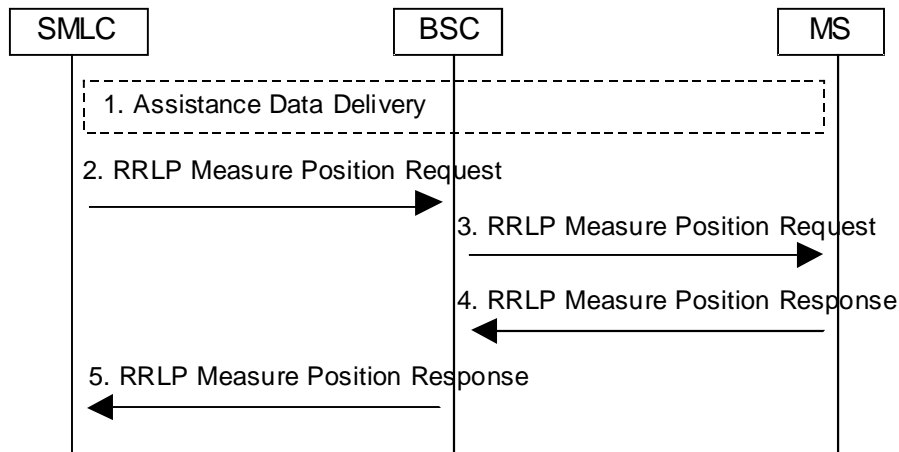 SMLC
BSC
MS
1. Assistance Data Delivery
2. RRLP Measure Position Request
3. RRLP Measure Position Request
4. RRLP Measure Position Response
5. RRLP Measure Position Response